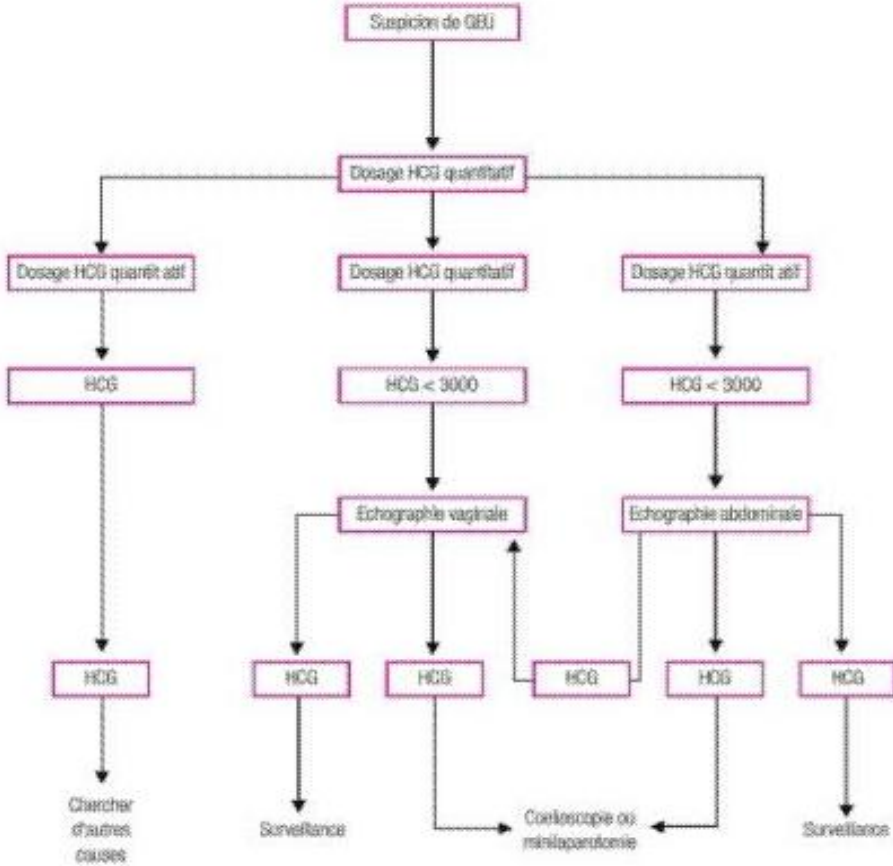 Suspicion de GEU
Dosage HCG quantitatif
Dosage HCG quantit atif
Dosage HCG quantitatif
Dosage HCG quantit atif
HCG
HCG < 3000
HCG < 3000
Echographie vaginale
Echographie abdominale
HCG
HCG
HCG
HCG
HCG
HCG
Chercher
d'autres
causes
Surveillance
Coelioscopie ou
minilaparotomie
Surveillance